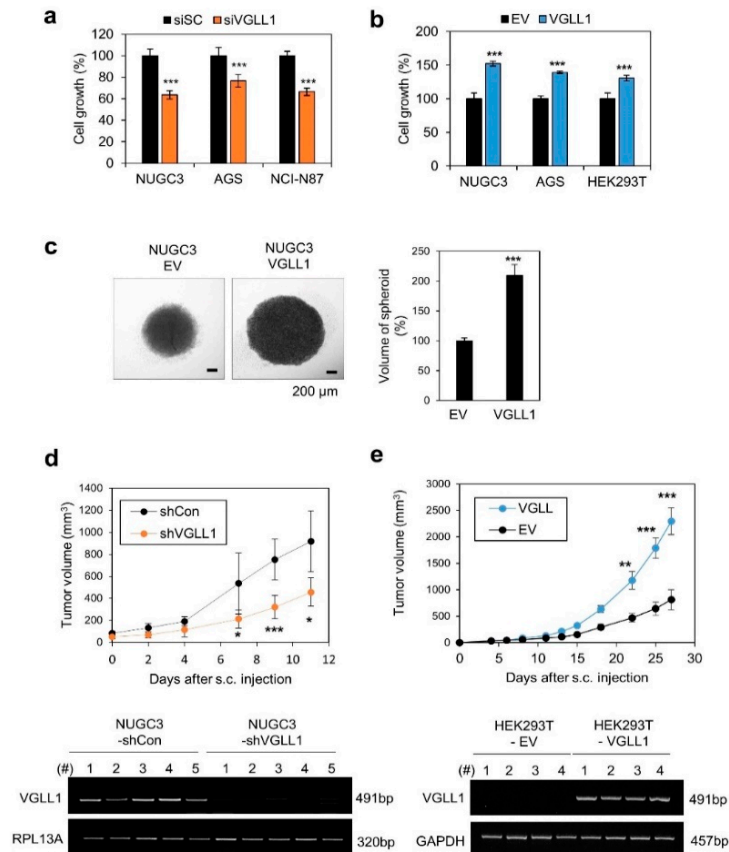 a
siSC siVGLL1
Cell growth (%)
120
100
80
60
40
20
0
*** *** ***
NUGC3 AGS NCI-N87
b
EV VGLL1
Cell growth (%)
200
150
100
50
0
*** *** ***
NUGC3 AGS HEK293T
c
NUGC3 NUGC3
EV VGLL1
200 µm
Volume of spheroid
(%)
250
200
150
100
50
0
***
EV VGLL1
d
Tumor volume (mm³)
1400
1200
1000
800
600
400
200
0
shCon
shVGLL1
* *** *
0 2 4 6 8 10 12
Days after s.c. injection
e
Tumor volume (mm³)
3000
2500
2000
1500
1000
500
0
VGLL
EV
** *** ***
0 5 10 15 20 25 30
Days after s.c. injection
NUGC3 NUGC3
-shCon -shVGLL1
(#) 1 2 3 4 5 1 2 3 4 5
VGLL1 491bp
RPL13A 320bp
HEK293T HEK293T
- EV - VGLL1
(#) 1 2 3 4 1 2 3 4
VGLL1 491bp
GAPDH 457bp